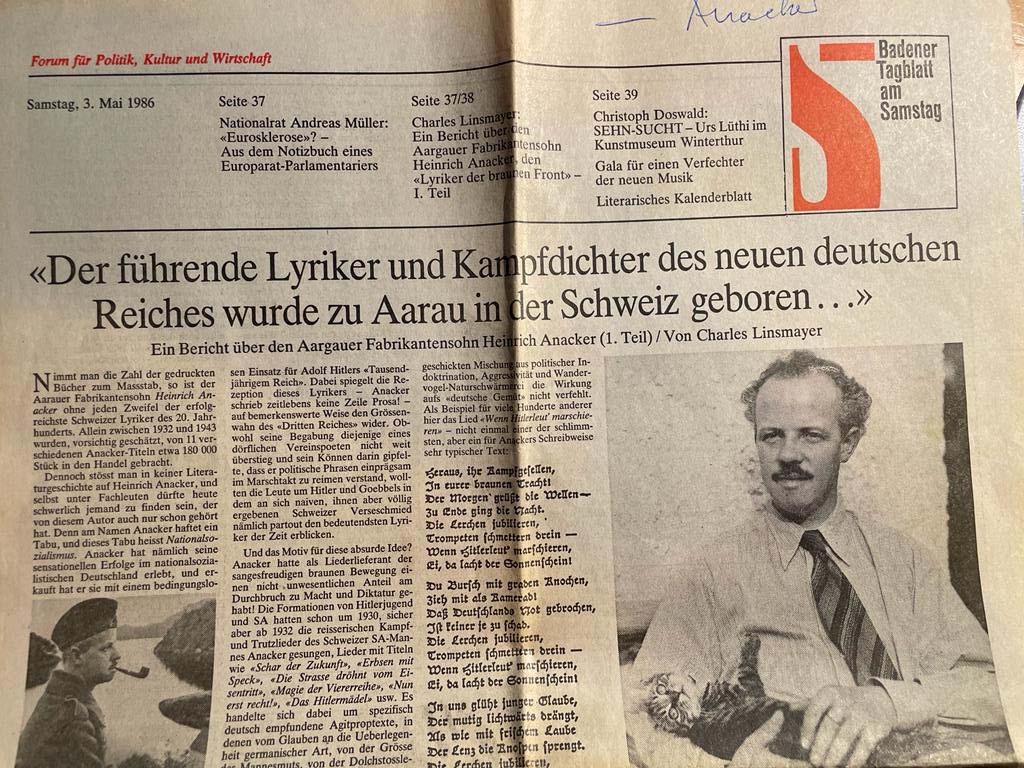 Anacker
Forum für Politik, Kultur und Wirtschaft
Samstag, 3. Mai 1986
Seite 37
Nationalrat Andreas Müller:
«Eurosklerose»? –
Aus dem Notizbuch eines
Europarat-Parlamentariers
Seite 37/38
Charles Linsmayer:
Ein Bericht über den
Aargauer Fabrikantensohn
Heinrich Anacker, den
«Lyriker der braunen Front» –
I. Teil
Seite 39
Christoph Doswald:
SEHN-SUCHT – Urs Lüthi im
Kunstmuseum Winterthur
Gala für einen Verfechter
der neuen Musik
Literarisches Kalenderblatt
Badener
Tagblatt
am
Samstag
«Der führende Lyriker und Kampfdichter des neuen deutschen
Reiches wurde zu Aarau in der Schweiz geboren...»
Ein Bericht über den Aargauer Fabrikantensohn Heinrich Anacker (1. Teil) / Von Charles Linsmayer
Nimmt man die Zahl der gedruckten
Bücher zum Massstab, so ist der
Aarauer Fabrikantensohn Heinrich An-
acker ohne jeden Zweifel der erfolg-
reichste Schweizer Lyriker des 20. Jahr-
hunderts. Allein zwischen 1932 und 1943
wurden, vorsichtig geschätzt, von 11 ver-
schiedenen Anacker-Titeln etwa 180 000
Stück in den Handel gebracht.
Dennoch stösst man in keiner Litera-
turgeschichte auf Heinrich Anacker, und
selbst unter Fachleuten dürfte heute
schwerlich jemand zu finden sein, der
von diesem Autor auch nur schon gehört
hat. Denn am Namen Anacker haftet ein
Tabu, und dieses Tabu heisst Nationalso-
zialismus. Anacker hat nämlich seine
sensationellen Erfolge im nationalsozia-
listischen Deutschland erlebt, und er-
kauft hat er sie mit einem bedingungslo-
sen Einsatz für Adolf Hitlers «Tausend-
jährigem Reich». Dabei spiegelt die Re-
zeption dieses Lyrikers – Anacker
schrieb zeitlebens keine Zeile Prosa! –
auf bemerkenswerte Weise den Grössen-
wahn des «Dritten Reiches» wider. Ob-
wohl seine Begabung diejenige eines
dörflichen Vereinspoeten nicht weit
überstieg und sein Können darin gipfel-
te, dass er politische Phrasen einprägsam
im Marschtakt zu reimen verstand, woll-
ten die Leute um Hitler und Goebbels in
dem an sich naiven, ihnen aber völlig
ergebenen Schweizer Verseschmied
nämlich partout den bedeutendsten Lyri-
ker der Zeit erblicken.
Und das Motiv für diese absurde Idee?
Anacker hatte als Liederlieferant der
sangesfreudigen braunen Bewegung ei-
nen nicht unwesentlichen Anteil am
Durchbruch zu Macht und Diktatur ge-
habt! Die Formationen von Hitlerjugend
und SA hatten schon um 1930, sicher
aber ab 1932 die reisserischen Kampf-
und Trutzlieder des Schweizer SA-Man-
nes Anacker gesungen, Lieder mit Titeln
wie «Schar der Zukunft», «Erbsen mit
Speck», «Die Strasse dröhnt vom Ei-
sentritt», «Magie der Viererreihe», «Nun
erst recht!», «Das Hitlermädel» usw. Es
handelte sich dabei um spezifisch
deutsch empfundene Agitproptexte, in
denen vom Glauben an die Ueberlegen-
heit germanischer Art, von der Grösse
des Mannesmuts, von der Dolchstossle-
geschickten Mischung aus politischer In-
doktrination, Aggressivität und Wander-
vogel-Naturschwärmerei die Wirkung
aufs «deutsche Gemüt» nicht verfehlt.
Als Beispiel für viele Hunderte anderer
hier das Lied «Wenn Hitlerleut' marschie-
ren» – nicht einmal einer der schlimm-
sten, aber ein für Anackers Schreibweise
sehr typischer Text:
Heraus, ihr Kampfgesellen,
In eurer braunen Tracht!
Der Morgen grüßt die Wellen –
Zu Ende ging die Nacht.
Die Lerchen jubilieren,
Trompeten schmettern drein –
Wenn Hitlerleut' marschieren,
Ei, da lacht der Sonnenschein!
Du Bursch mit graden Knochen,
Zieh mit als Kamerad!
Daß Deutschlands Not gebrochen,
Ist keiner je zu schad.
Die Lerchen jubilieren,
Trompeten schmettern drein –
Wenn Hitlerleut' marschieren,
Ei, da lacht der Sonnenschein!
In uns glüht junger Glaube,
Der mutig lichtwärts drängt,
Als wie mit frischem Laube
Der Lenz die Knospen sprengt.
Die Lerchen jubilieren,